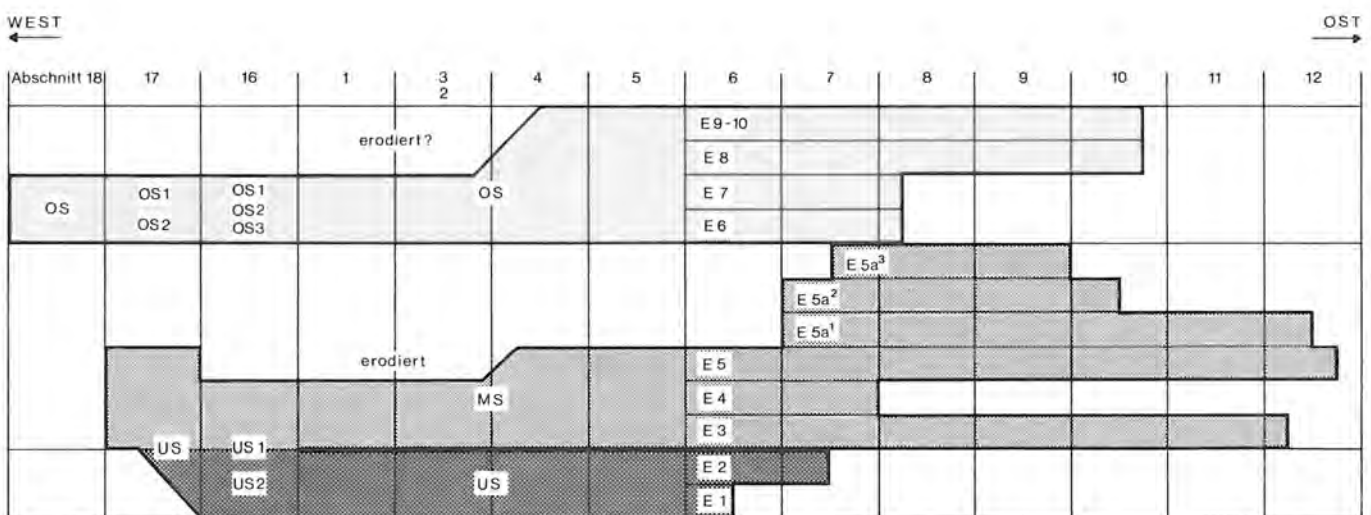 WEST
OST
Abschnitt 18 17 16 1 3 4 5 6 7 8 9 10 11 12
2
E 9-10
erodiert?
E 8
OS1 OS1 OS E 7
OS OS2
OS2 OS3 E 6
E 5a³
E 5a²
E 5a¹
erodiert E 5
MS E 4
E 3
US US1
E 2
US2 US
E 1